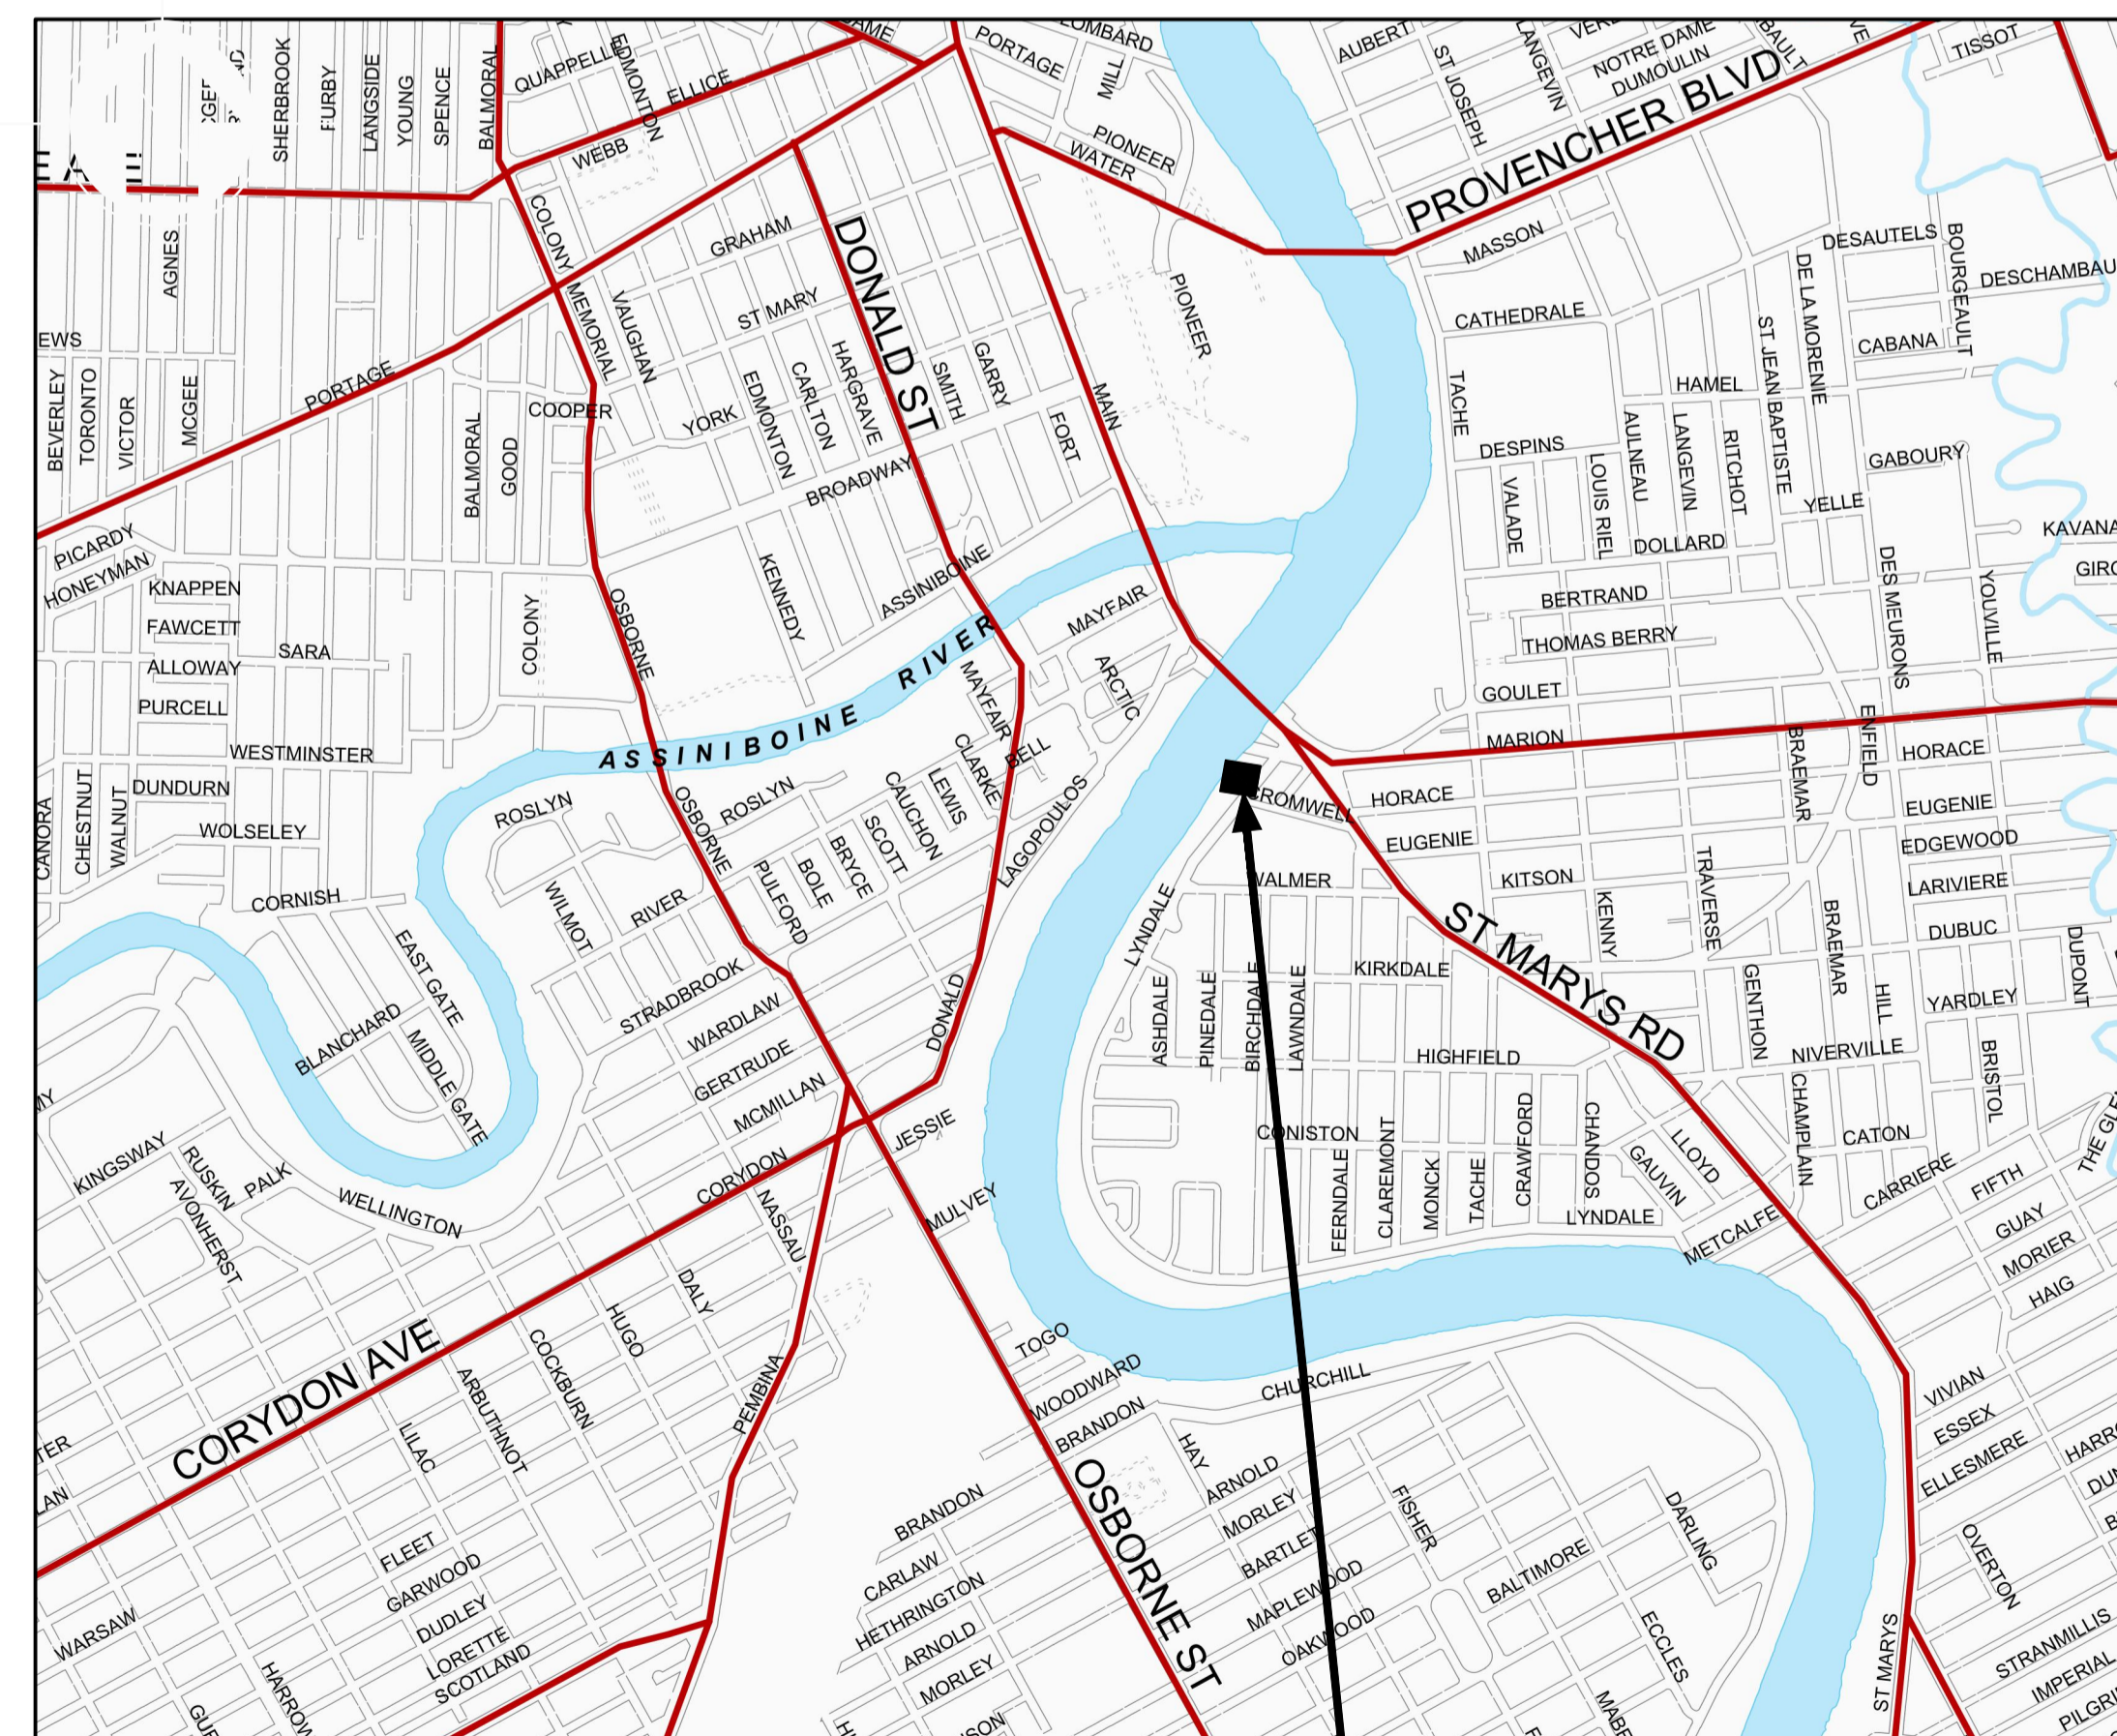 DAME
LOMBARD
PORTAGE
MILL
AUBERT
ST JOSEPH
LANGEVIN
NOTRE DAME
DUMOULIN
TISSOT
PROVENCHER BLVD
SHERBROOK
FURBY
LANGSIDE
YOUNG
SPENCE
BALMORAL
QUAPPELLE
EDMONTON
ELLICE
WEBB
PIONEER
WATER
COLONY
MEMORIAL
VAUGHAN
GRAHAM
ST MARY
DONALD ST
PIONEER
MASSON
CATHEDRALE
DESAUTELS
BOURGEAULT
DESCHAMBAU
DE LA MORENIE
ST JEAN BAPTISTE
CABANA
HAMEL
AGNES
EWS
BEVERLEY
TORONTO
VICTOR
MCGEE
PORTAGE
BALMORAL
GOOD
COOPER
YORK
EDMONTON
CARLTON
HARGRAVE
SMITH
GARRY
FORT
MAIN
BROADWAY
TACHE
DESPINS
VALADE
LOUIS RIEL
AULNEAU
LANGEVIN
RITCHOT
GABOURY
YELLE
DOLLARD
KAVANA
GIRO
DES MEURONS
YOUVILLE
PICARDY
HONEYMAN
KNAPPEN
FAWCETT
ALLOWAY
SARA
PURCELL
WESTMINSTER
COLONY
OSBORNE
KENNEDY
ASSINIBOINE
MAYFAIR
BERTRAND
THOMAS BERRY
GOULET
MARION
ASSINIBOINE RIVER
MAYFAIR
ARCTIC
BELL
CLARKE
LEWIS
CAUCHON
SCOTT
BRYCE
BOLE
PULFORD
LAGOPOULOS
ROSLYN
ROSLYN
OSBORNE
DUNDURN
WOLSELEY
CANORA
CHESTNUT
WALNUT
CORNISH
EAST GATE
MIDDLE GATE
BLANCHARD
WILMOT
RIVER
STRADBROOK
WARDLAW
GERTRUDE
MCMILLAN
CORYDON
DONALD
JESSIE
MULVEY
NASSAU
CROMWELL
HORACE
EUGENIE
KITSON
KENNY
TRAVERSE
BRAEMAR
ENFIELD
HORACE
EUGENIE
EDGEWOOD
LARIVIERE
DUBUC
DUPONT
YARDLEY
WALMER
LYNDALE
ST MARYS RD
KIRKDALE
ASHDALE
PINEDALE
BIRCHDALE
LAWNDALE
HIGHFIELD
GENTHON
BRAEMAR
HILL
NIVERVILLE
BRISTOL
CHAMPLAIN
CATON
CARRIERE
THE GLE
FIFTH
GUAY
MORIER
HAIG
CONISTON
FERNDALE
CLAREMONT
MONCK
TACHE
CRAWFORD
CHANDOS
GAUVIN
LLOYD
LYNDALE
METCALFE
KINGSWAY
RUSKIN
PALK
AVONHERST
WELLINGTON
CORYDON AVE
DALY
HUGO
COCKBURN
ARBUTHNOT
LILAC
PEMBINA
TOGO
WOODWARD
BRANDON
CHURCHILL
HAY
ARNOLD
MORLEY
BARTLET
MAPLEWOOD
OAKWOOD
FISHER
BALTIMORE
DARLING
ECCLES
OSBORNE ST
BRANDON
CARLAW
HETHRINGTON
ARNOLD
MORLEY
FLEET
GARWOOD
DUDLEY
LORETTE
SCOTLAND
WARSAW
HARROW
VIVIAN
ESSEX
ELLESMERE
OVERTON
STRANMILLIS
IMPERIAL
PILGRI
ST MARYS